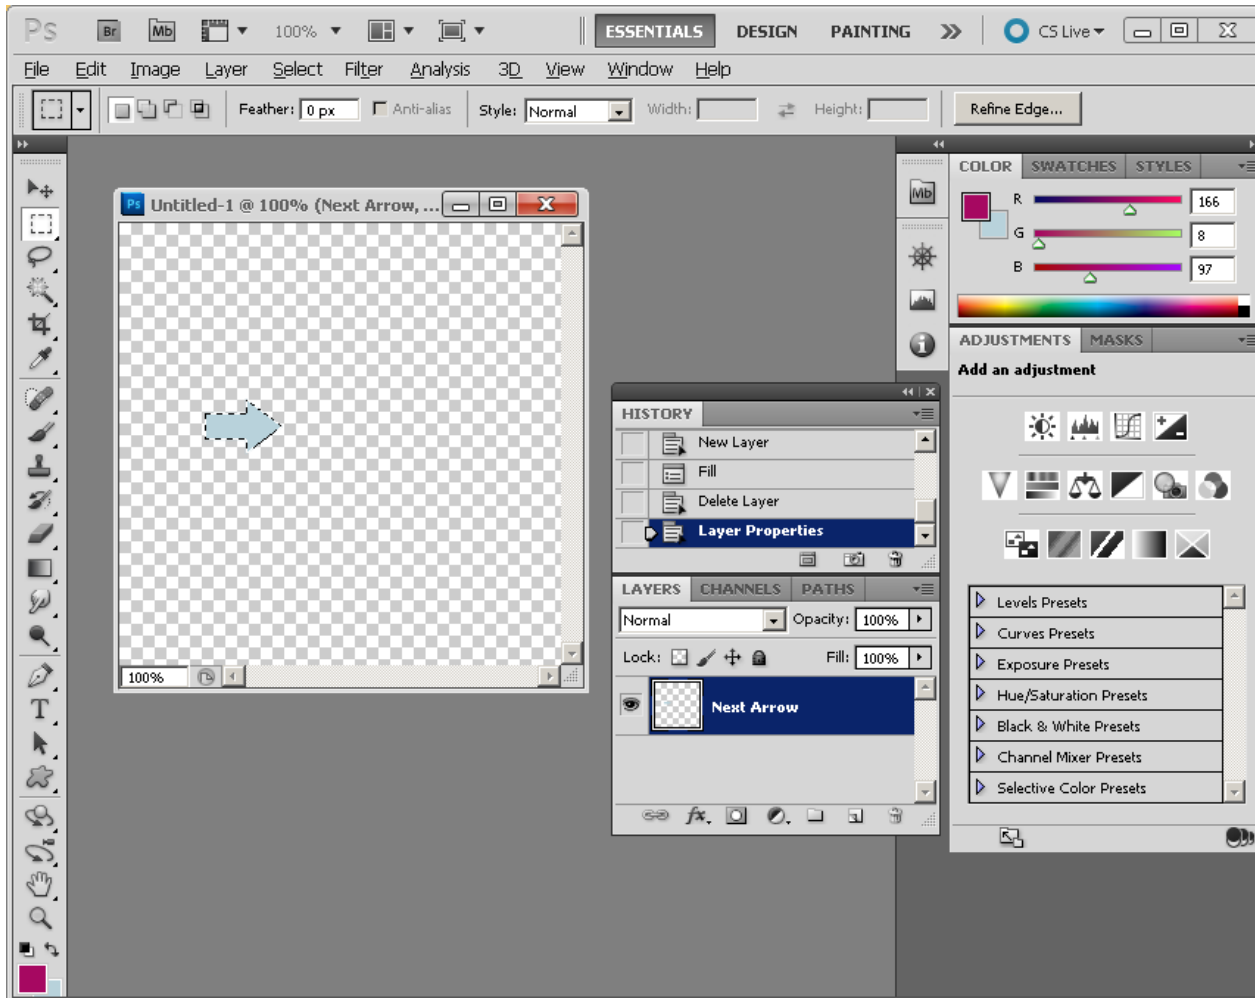 Ps Br Mb 100% ESSENTIALS DESIGN PAINTING CS Live
File Edit Image Layer Select Filter Analysis 3D View Window Help
Feather: 0 px Anti-alias Style: Normal Width: Height: Refine Edge...
Ps Untitled-1 @ 100% (Next Arrow, ...
100%
T
Mb
COLOR SWATCHES STYLES
R 166
G 8
B 97
ADJUSTMENTS MASKS
Add an adjustment
Levels Presets
Curves Presets
Exposure Presets
Hue/Saturation Presets
Black & White Presets
Channel Mixer Presets
Selective Color Presets
HISTORY
New Layer
Fill
Delete Layer
Layer Properties
LAYERS CHANNELS PATHS
Normal Opacity: 100%
Lock: Fill: 100%
Next Arrow
fx.